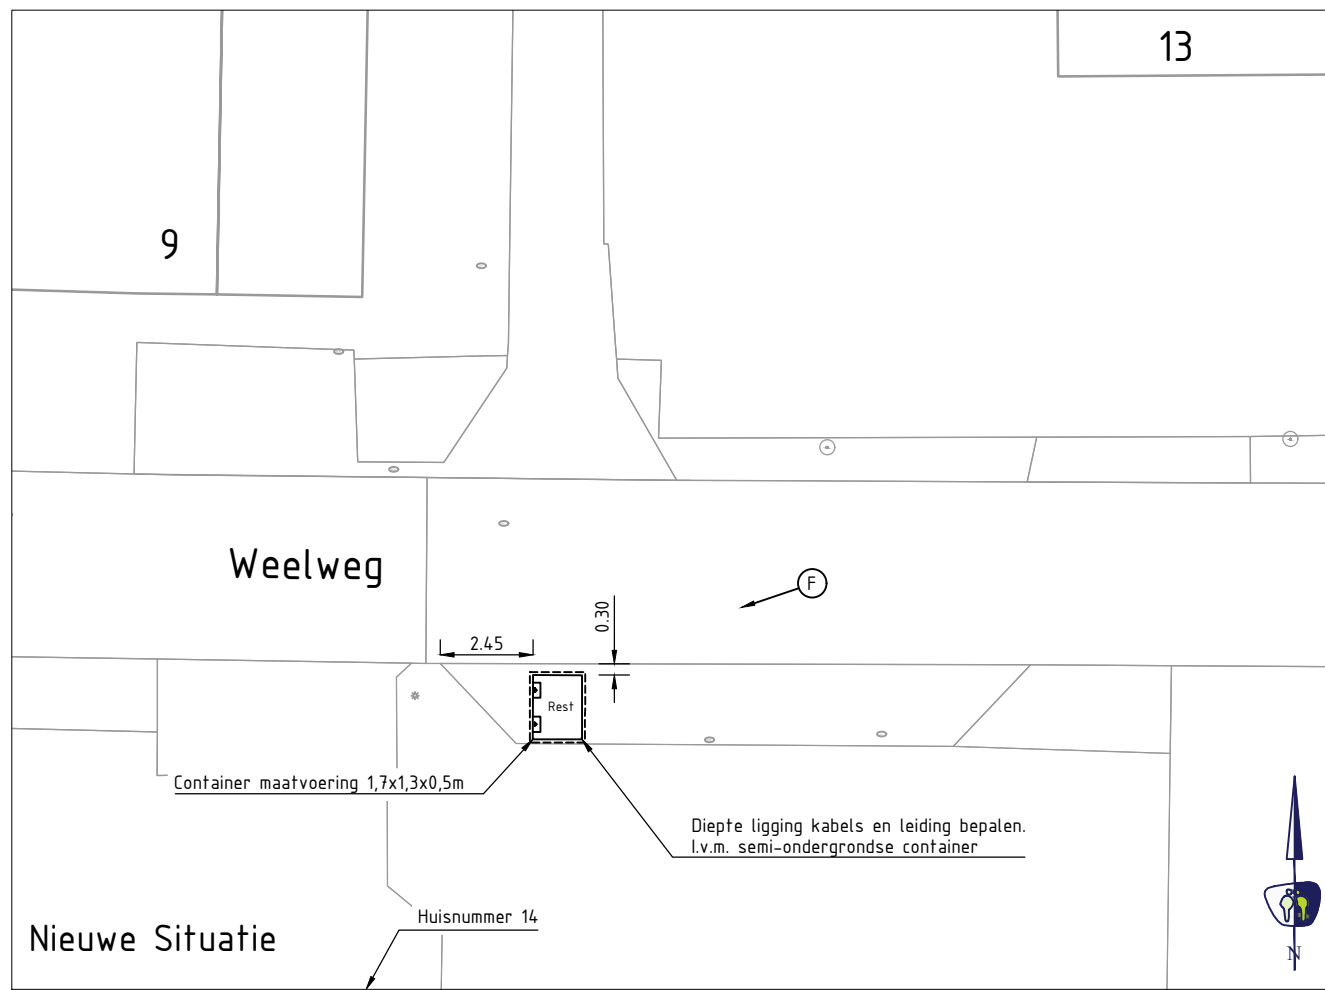 13
9
Weelweg
F
0.30
2.45
Rest
Container maatvoering 1,7x1,3x0,5m
Diepte ligging kabels en leiding bepalen.
I.v.m. semi-ondergrondse container
Huisnummer 14
Nieuwe Situatie
N